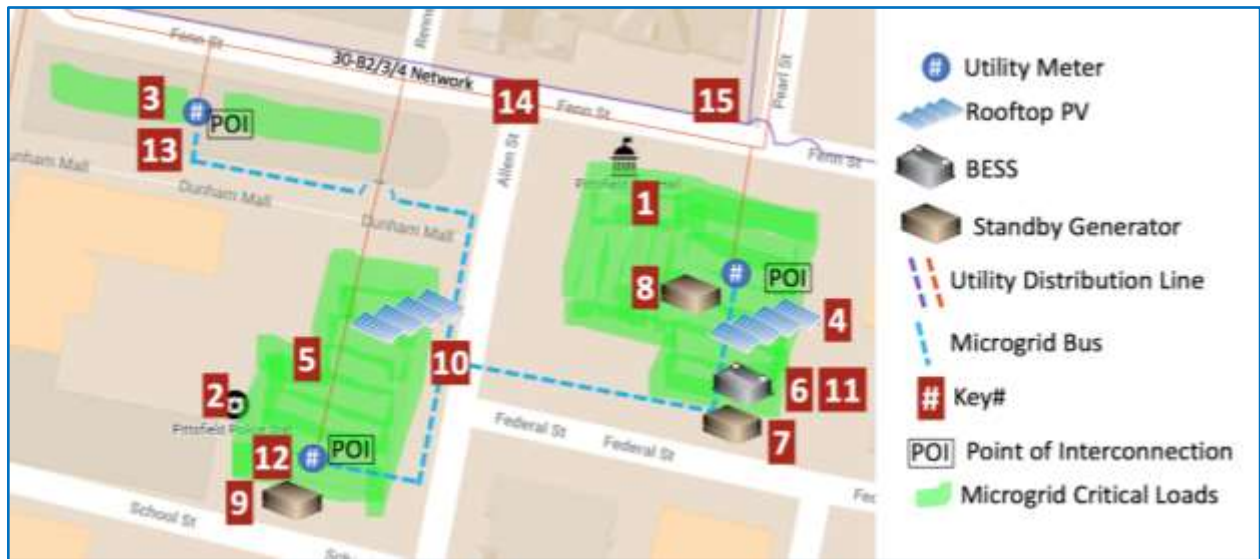 Fenn St
30-B2/3/4 Network
14
15
Pearl St
Fenn St
Fenn St
3
#
POI
13
Dunham Mall
Dunham Mall
Allen St
1
8
#
POI
4
5
10
2
6
11
7
Federal St
Federal St
12
#
POI
9
School St
# Utility Meter
Rooftop PV
BESS
Standby Generator
Utility Distribution Line
Microgrid Bus
# Key#
POI Point of Interconnection
Microgrid Critical Loads